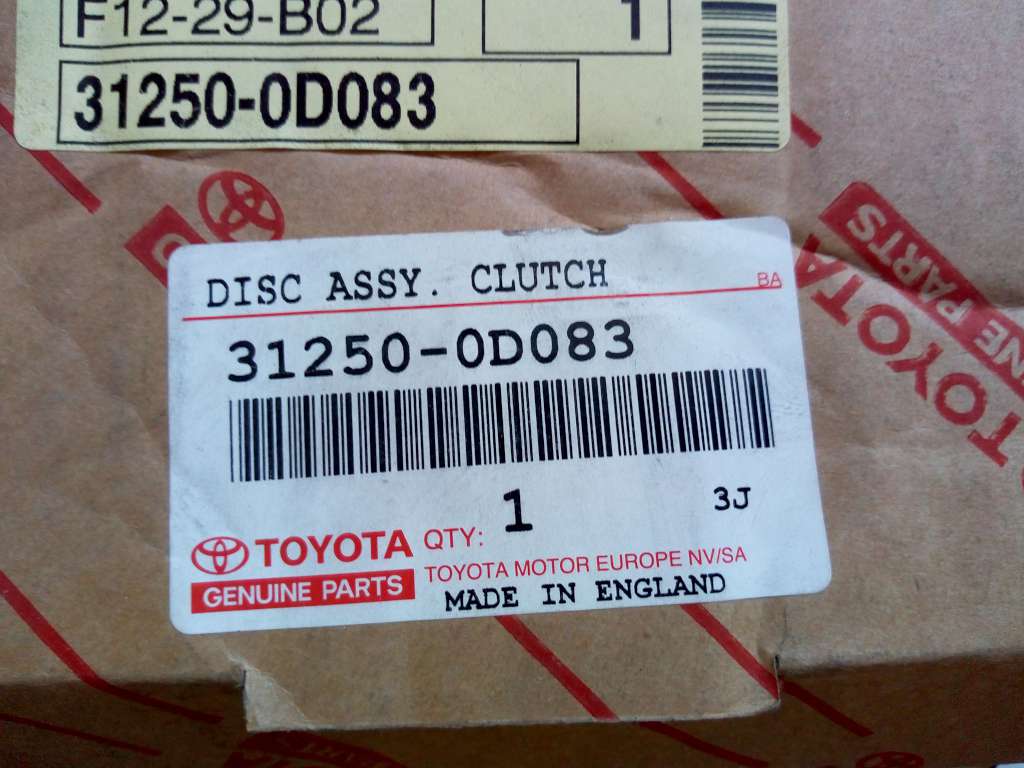 F12-29-B02
1
31250-0D083
DISC ASSY. CLUTCH
BA
31250-0D083
1
3J
TOYOTA
QTY:
GENUINE PARTS
TOYOTA MOTOR EUROPE NV/SA
MADE IN ENGLAND
TOYOTA
PARTS